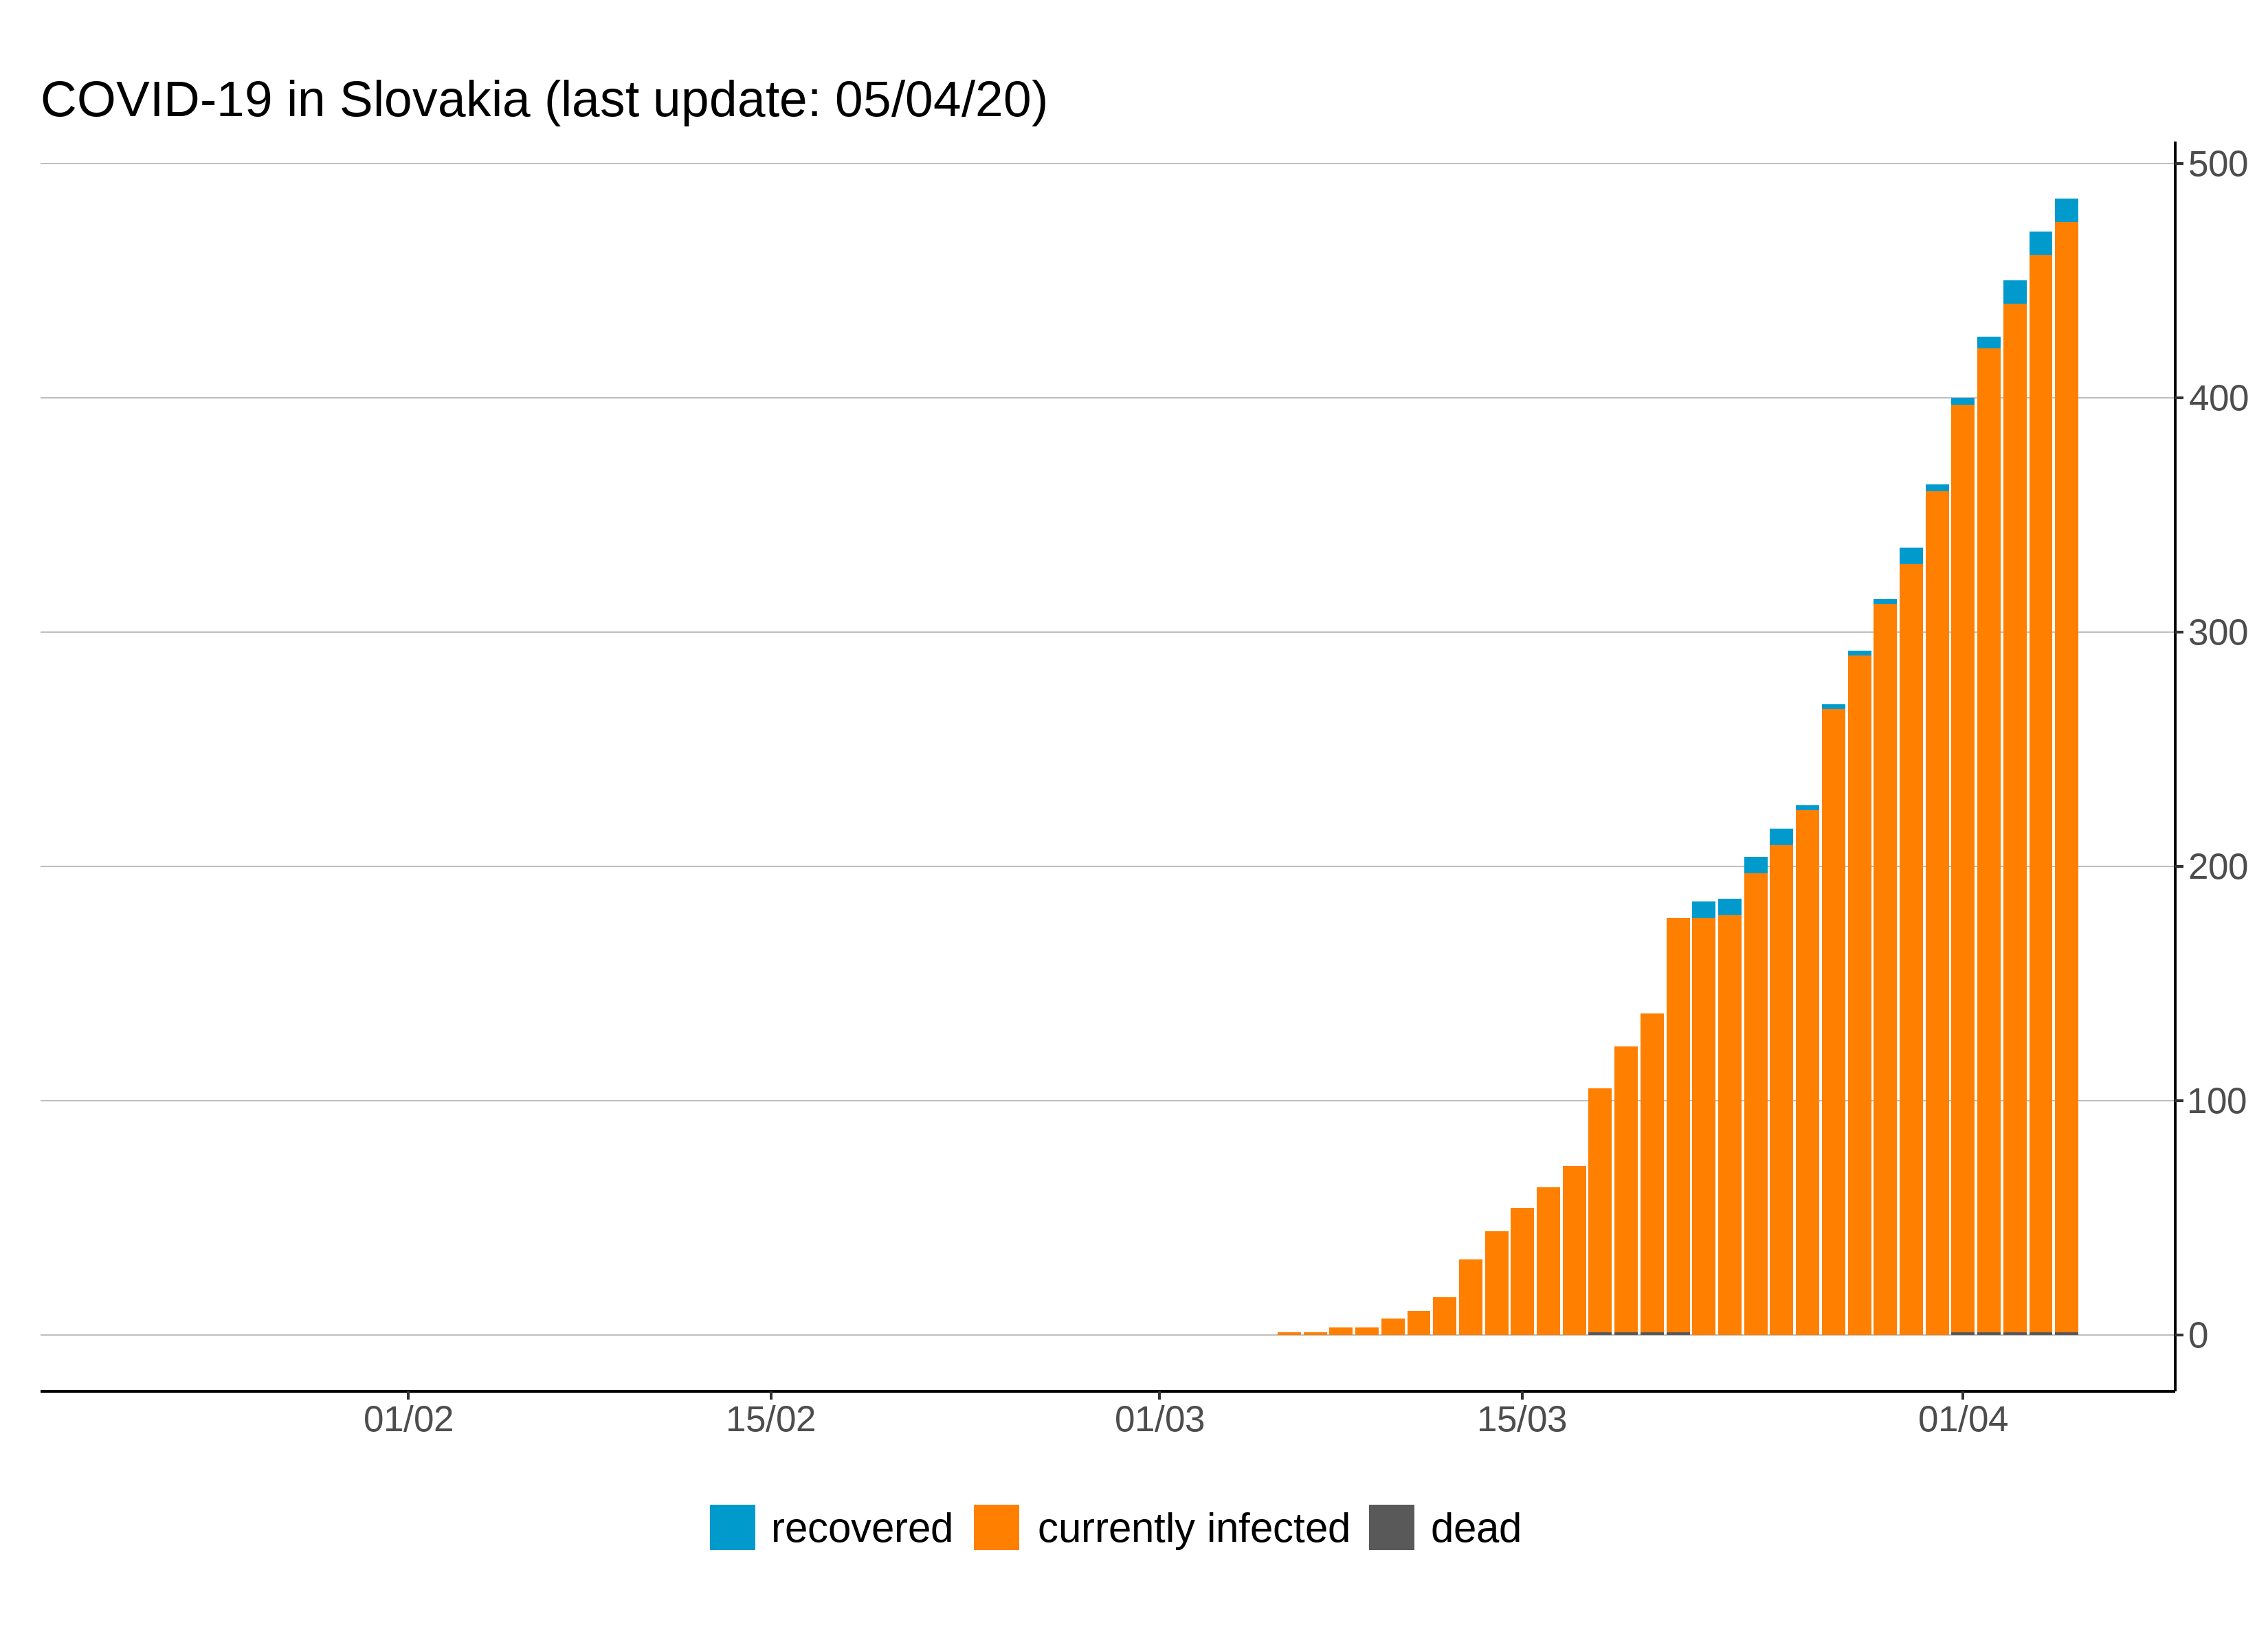 COVID-19 in Slovakia (last update: 05/04/20)
500
400
300
200
100
0
01/02 15/02 01/03 15/03 01/04
recovered currently infected dead